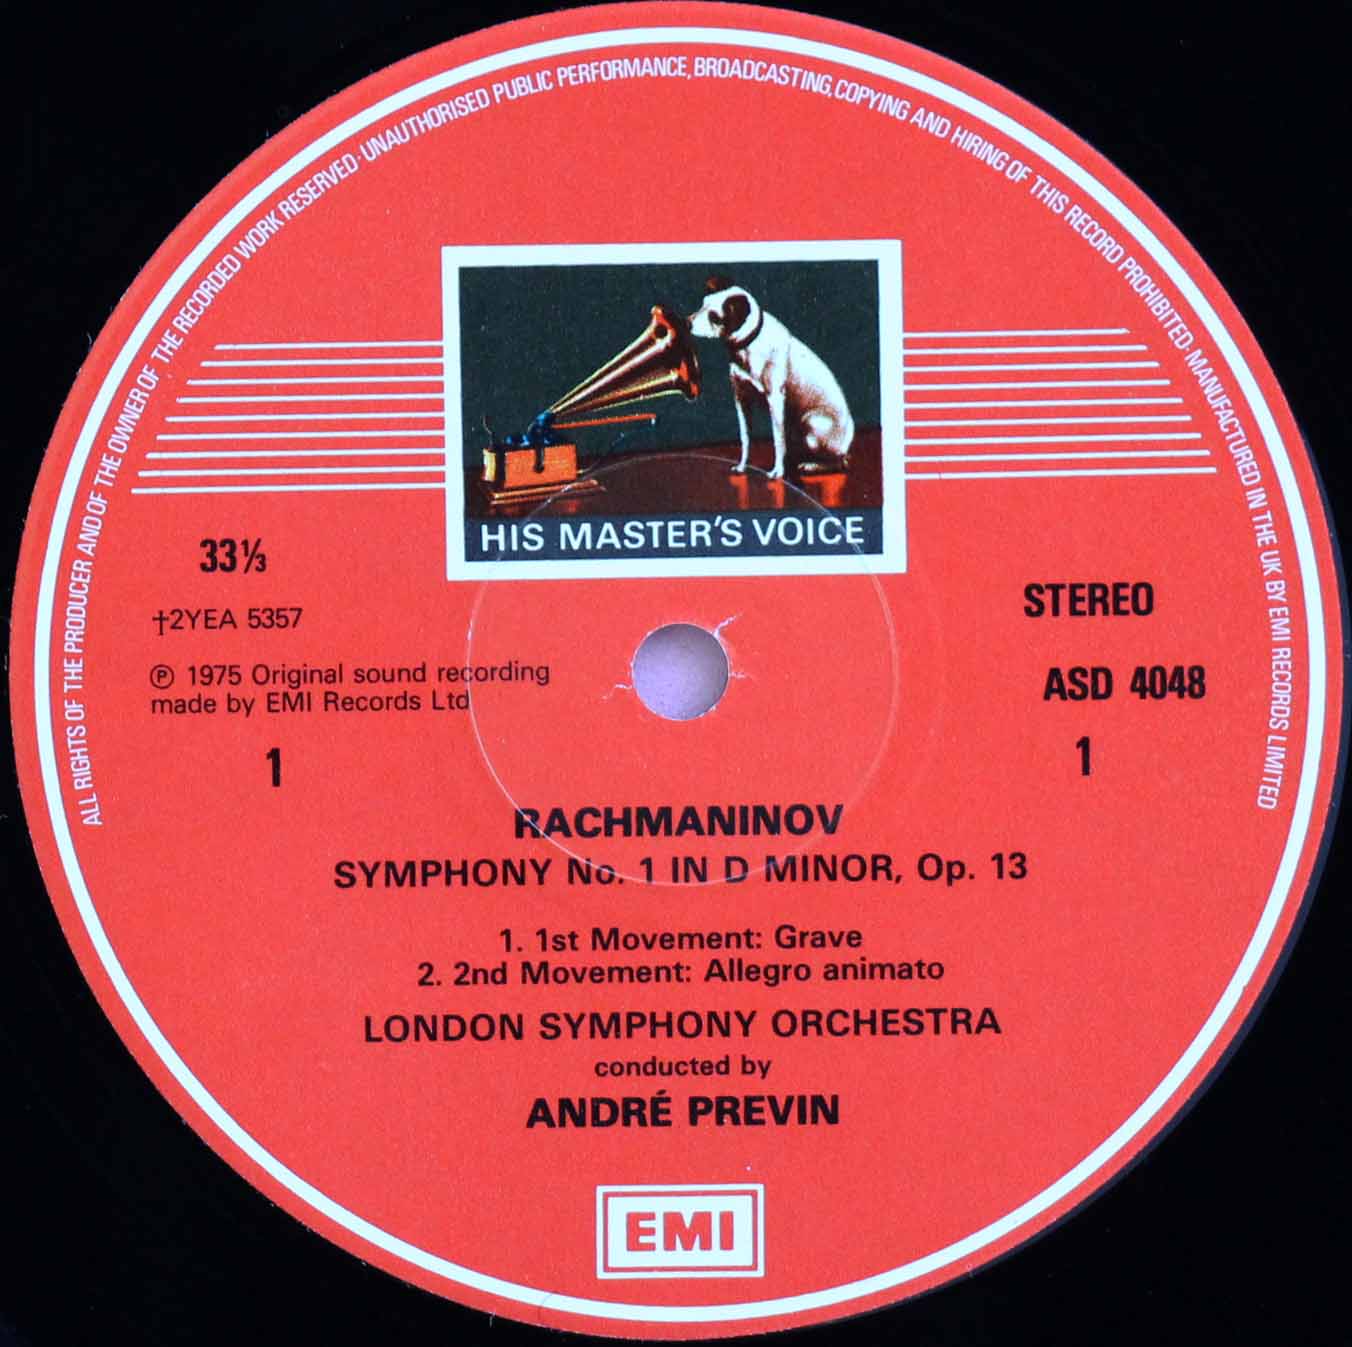 ALL RIGHTS OF THE PRODUCER AND OF THE OWNER OF THE RECORDED WORK RESERVED · UNAUTHORISED PUBLIC PERFORMANCE, BROADCASTING, COPYING AND HIRING OF THIS RECORD PROHIBITED · MANUFACTURED IN THE UK BY EMI RECORDS LIMITED
HIS MASTER'S VOICE
33⅓
STEREO
†2YEA 5357
ASD 4048
℗ 1975 Original sound recording
made by EMI Records Ltd
1
1
RACHMANINOV
SYMPHONY No. 1 IN D MINOR, Op. 13
1. 1st Movement: Grave
2. 2nd Movement: Allegro animato
LONDON SYMPHONY ORCHESTRA
conducted by
ANDRÉ PREVIN
EMI